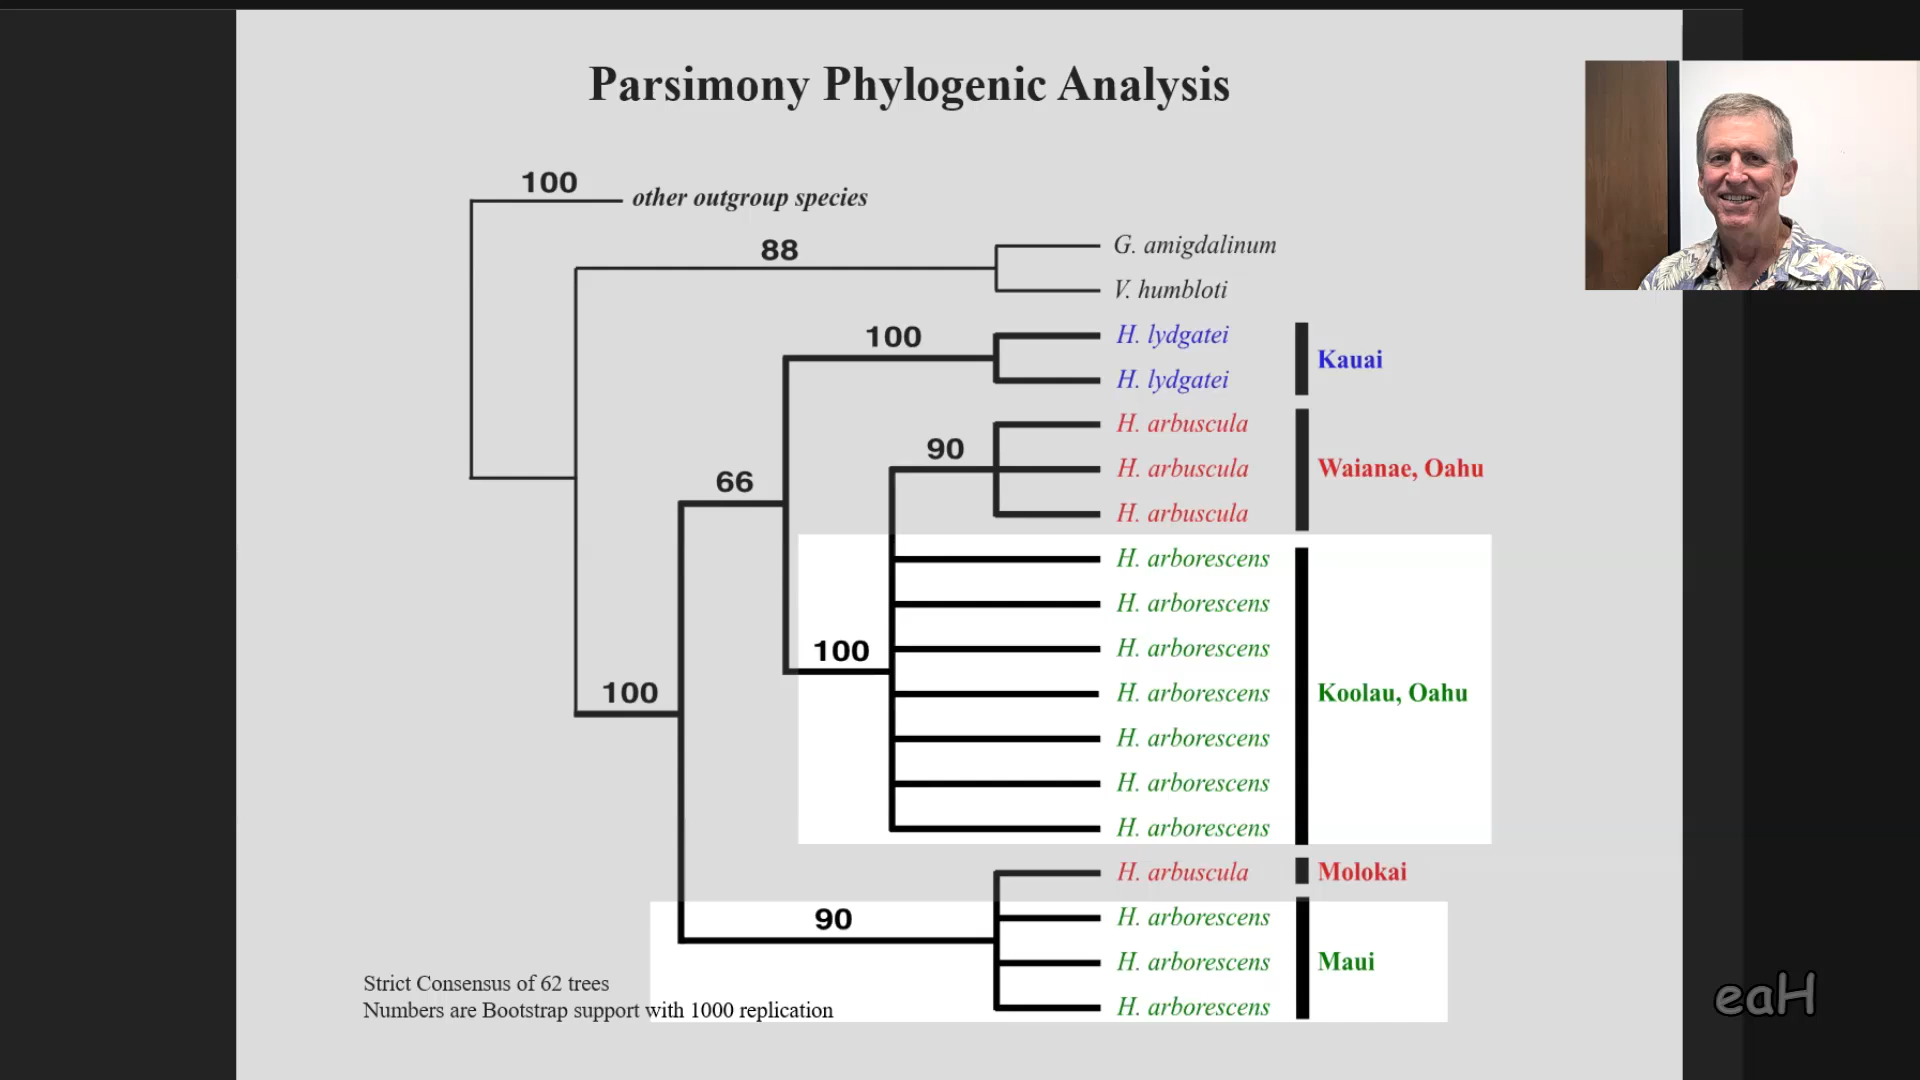 Parsimony Phylogenic Analysis
100
other outgroup species
88
G. amigdalinum
V. humbloti
100
H. lydgatei
H. lydgatei
Kauai
H. arbuscula
90
H. arbuscula
Waianae, Oahu
66
H. arbuscula
H. arborescens
H. arborescens
100
H. arborescens
100
H. arborescens
Koolau, Oahu
H. arborescens
H. arborescens
H. arborescens
H. arbuscula
Molokai
90
H. arborescens
H. arborescens
Maui
H. arborescens
Strict Consensus of 62 trees
Numbers are Bootstrap support with 1000 replication
eaH